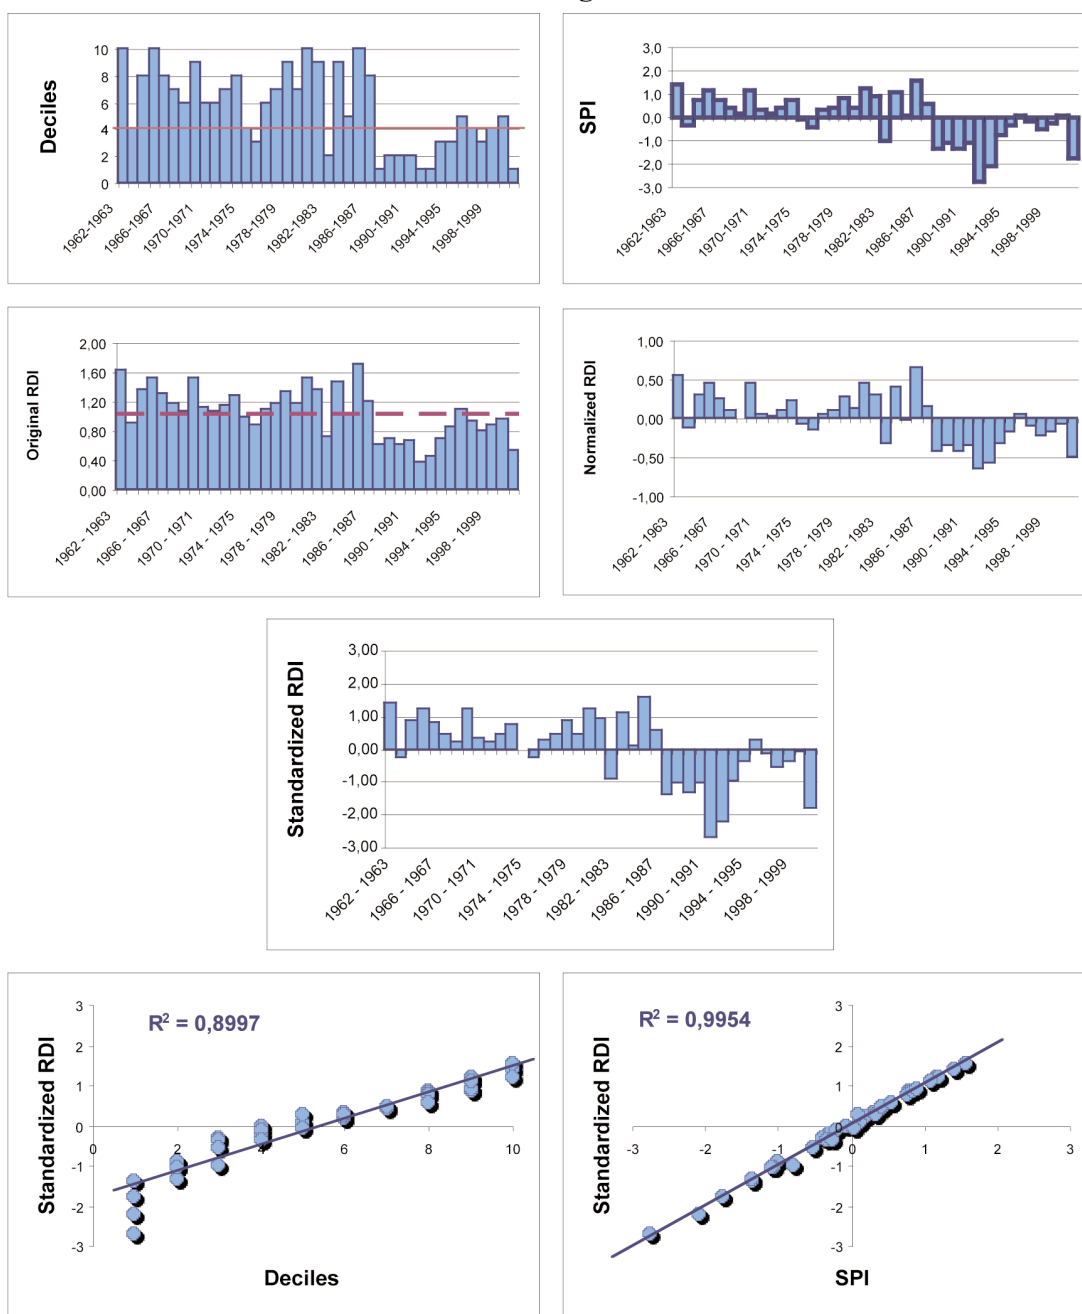 Deciles
10
8
6
4
2
0
1962-1963
1966-1967
1970-1971
1974-1975
1978-1979
1982-1983
1986-1987
1990-1991
1994-1995
1998-1999
SPI
3,0
2,0
1,0
0,0
-1,0
-2,0
-3,0
1962-1963
1966-1967
1970-1971
1974-1975
1978-1979
1982-1983
1986-1987
1990-1991
1994-1995
1998-1999
Original RDI
2,00
1,60
1,20
0,80
0,40
0,00
1962 - 1963
1966 - 1967
1970 - 1971
1974 - 1975
1978 - 1979
1982 - 1983
1986 - 1987
1990 - 1991
1994 - 1995
1998 - 1999
Normalized RDI
1,00
0,50
0,00
-0,50
-1,00
1962 - 1963
1966 - 1967
1970 - 1971
1974 - 1975
1978 - 1979
1982 - 1983
1986 - 1987
1990 - 1991
1994 - 1995
1998 - 1999
Standardized RDI
3,00
2,00
1,00
0,00
-1,00
-2,00
-3,00
1962 - 1963
1966 - 1967
1970 - 1971
1974 - 1975
1978 - 1979
1982 - 1983
1986 - 1987
1990 - 1991
1994 - 1995
1998 - 1999
R² = 0,8997
Standardized RDI
3
2
1
0
-1
-2
-3
0 2 4 6 8 10
Deciles
R² = 0,9954
Standardized RDI
3
2
1
0
-1
-2
-3
-3 -2 -1 0 1 2 3
SPI